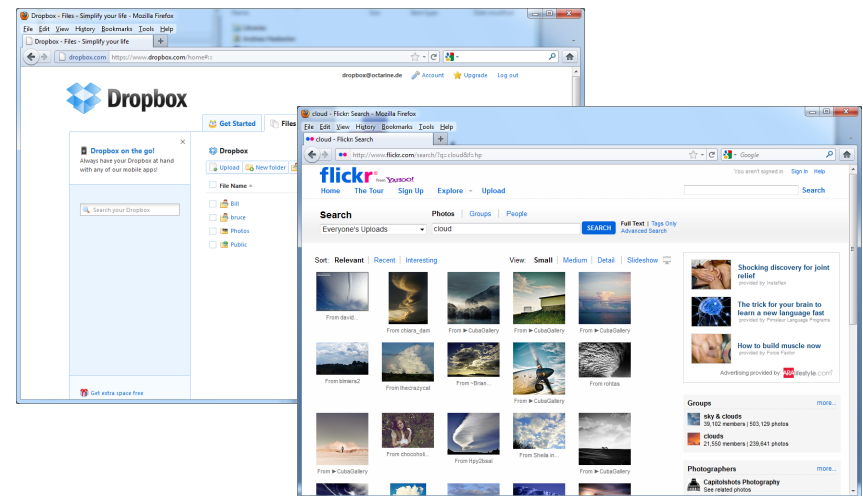 Dropbox - Files - Simplify your life - Mozilla Firefox
File Edit View History Bookmarks Tools Help
Dropbox - Files - Simplify your life
dropbox.com https://www.dropbox.com/home#:::
dropbox@octarine.de Account Upgrade Log out
Dropbox
Get Started Files
Dropbox on the go!
Always have your Dropbox at hand
with any of our mobile apps!
Search your Dropbox
Get extra space free
Dropbox
Upload New folder
File Name
Bill
bruce
Photos
Public
cloud - Flickr: Search - Mozilla Firefox
File Edit View History Bookmarks Tools Help
cloud - Flickr: Search
http://www.flickr.com/search/?q=cloud&f=hp
Google
flickr from YAHOO!
You aren't signed in Sign In Help
Home The Tour Sign Up Explore Upload
Search
Search Photos Groups People
Everyone's Uploads cloud SEARCH
Full Text | Tags Only
Advanced Search
Sort: Relevant | Recent | Interesting
View: Small | Medium | Detail | Slideshow
From david...
From chiara_dam
From CubaGallery
From CubaGallery
From CubaGallery
From blmiers2
From thecrazycat
From ~Brian...
From CubaGallery
From rohtas
From CubaGallery
From chocoholi...
From Hpy2bsal
From Sheila in...
From CubaGallery
Shocking discovery for joint
relief
provided by Instaflex
The trick for your brain to
learn a new language fast
provided by Pimsleur Language Programs
How to build muscle now
provided by Force Factor
Advertising provided by: ARAlifestyle.com
Groups more...
sky & clouds
39,102 members | 503,129 photos
clouds
21,550 members | 239,641 photos
Photographers more...
Capitolshots Photography
See related photos